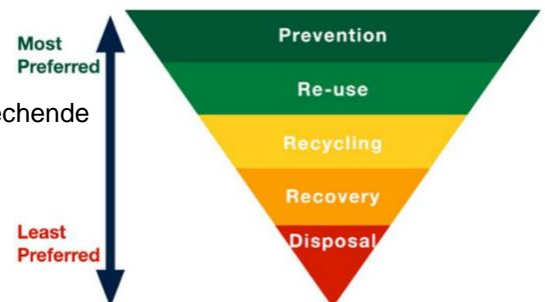 Most
Preferred
echende
Least
Preferred
Prevention
Re-use
Recycling
Recovery
Disposal